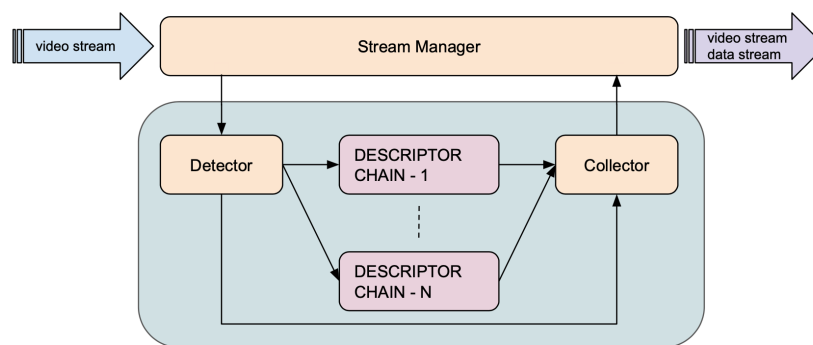 video stream
Stream Manager
video stream
data stream
Detector
DESCRIPTOR
CHAIN - 1
Collector
DESCRIPTOR
CHAIN - N